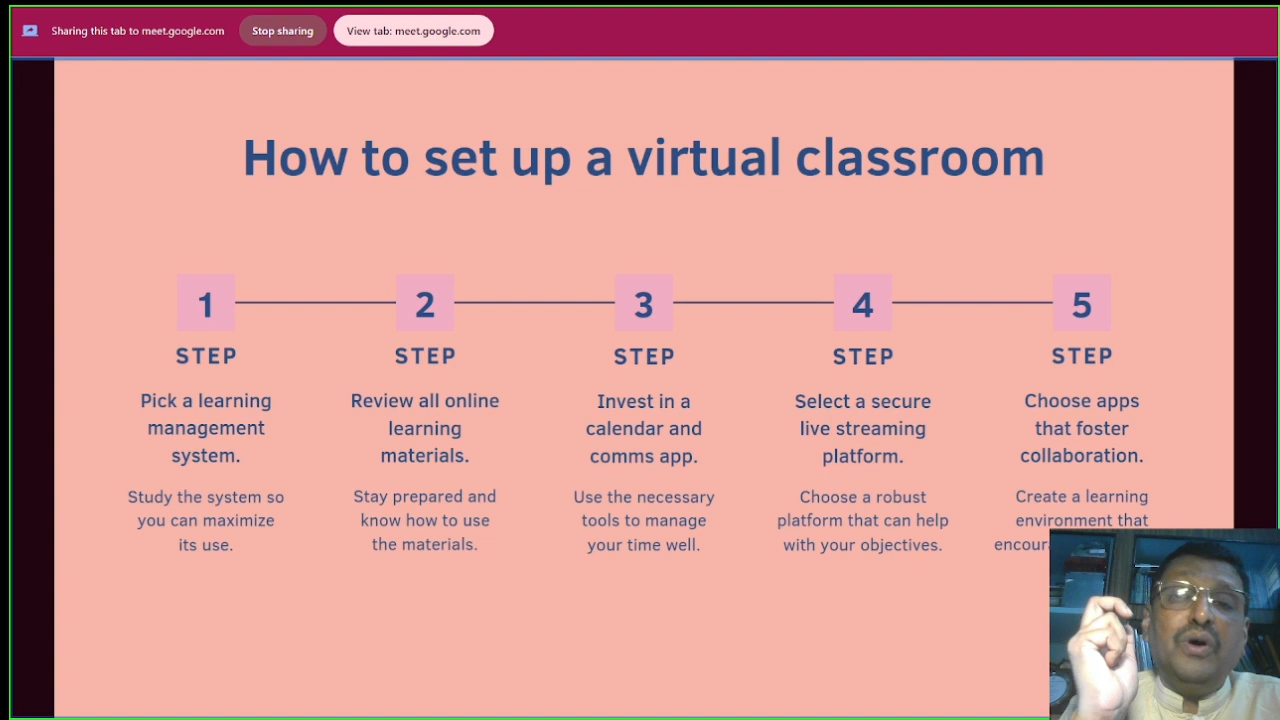 Sharing this tab to meet.google.com
Stop sharing
View tab: meet.google.com
How to set up a virtual classroom
1
STEP
Pick a learning
management
system.
Study the system so
you can maximize
its use.
2
STEP
Review all online
learning
materials.
Stay prepared and
know how to use
the materials.
3
STEP
Invest in a
calendar and
comms app.
Use the necessary
tools to manage
your time well.
4
STEP
Select a secure
live streaming
platform.
Choose a robust
platform that can help
with your objectives.
5
STEP
Choose apps
that foster
collaboration.
Create a learning
environment that